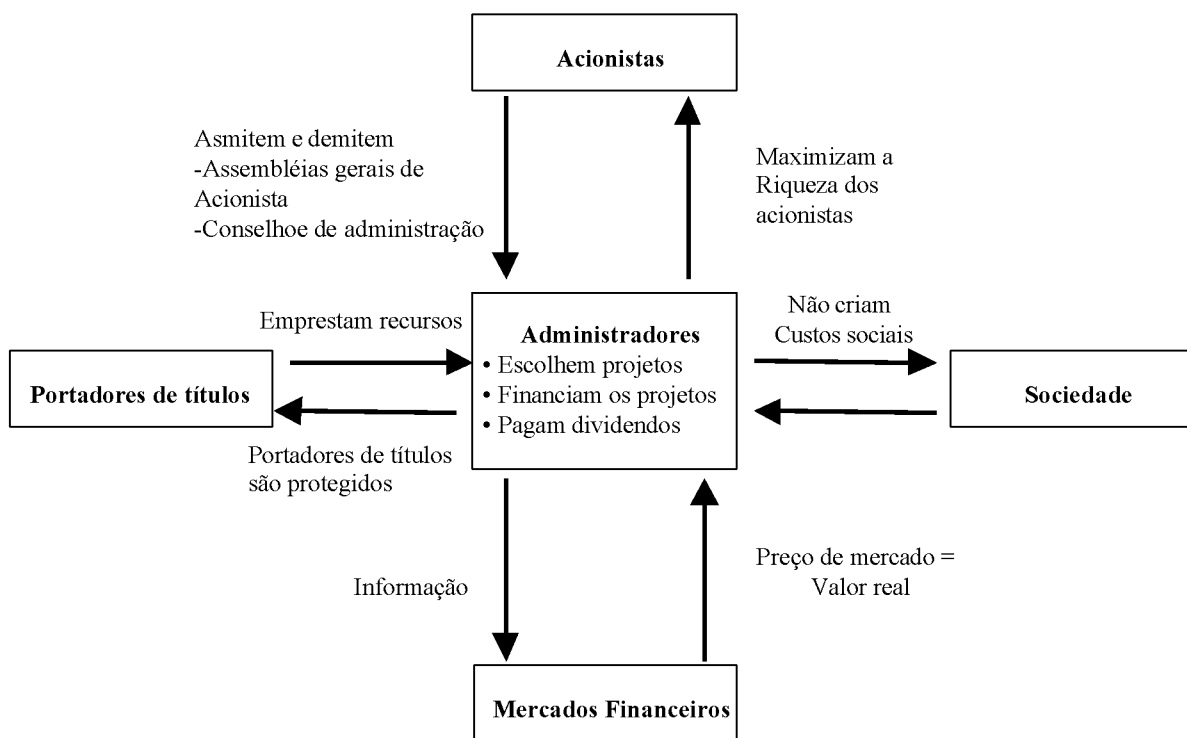 Acionistas
Asmitem e demitem
-Assembléias gerais de
Acionista
-Conselhoe de administração
Maximizam a
Riqueza dos
acionistas
Emprestam recursos
Administradores
• Escolhem projetos
• Financiam os projetos
• Pagam dividendos
Não criam
Custos sociais
Portadores de títulos
Sociedade
Portadores de títulos
são protegidos
Informação
Preço de mercado =
Valor real
Mercados Financeiros